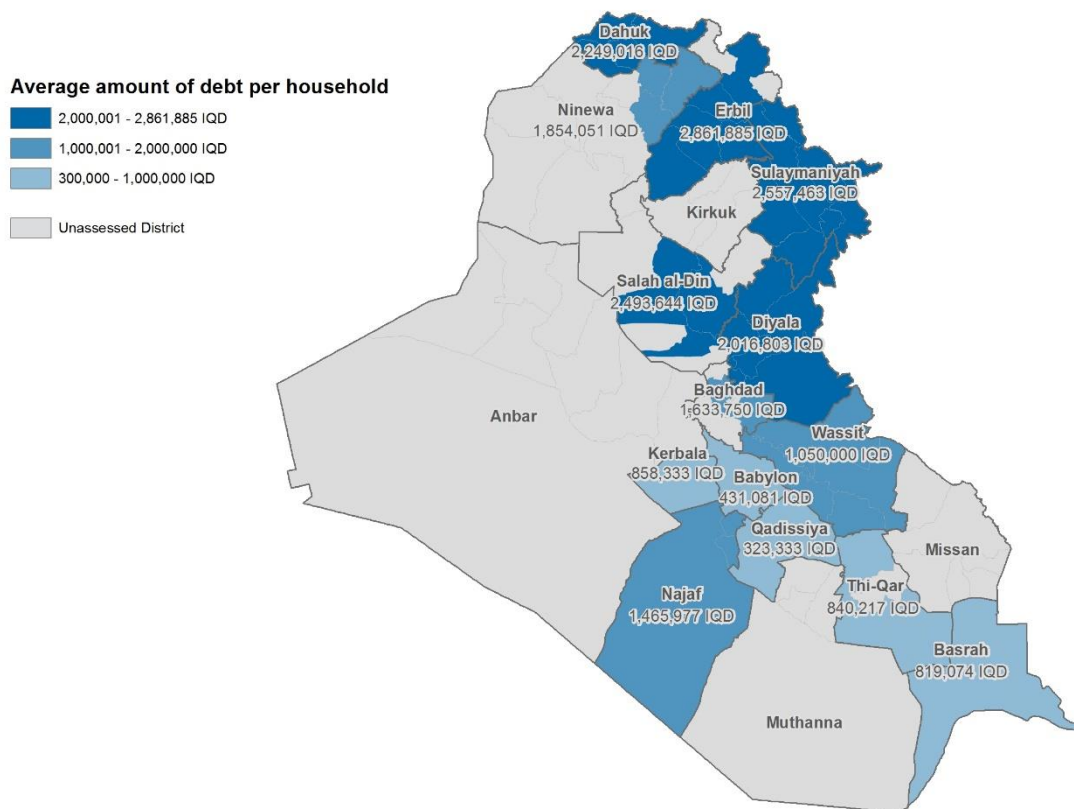 Average amount of debt per household
2,000,001 - 2,861,885 IQD
1,000,001 - 2,000,000 IQD
300,000 - 1,000,000 IQD
Unassessed District
Dahuk
2,249,016 IQD
Ninewa
1,854,051 IQD
Erbil
2,861,885 IQD
Sulaymaniyah
2,557,463 IQD
Kirkuk
Salah al-Din
2,493,644 IQD
Diyala
2,016,803 IQD
Anbar
Baghdad
1,633,750 IQD
Wassit
1,050,000 IQD
Kerbala
858,333 IQD
Babylon
431,081 IQD
Qadissiya
323,333 IQD
Missan
Najaf
1,465,977 IQD
Thi-Qar
840,217 IQD
Basrah
819,074 IQD
Muthanna